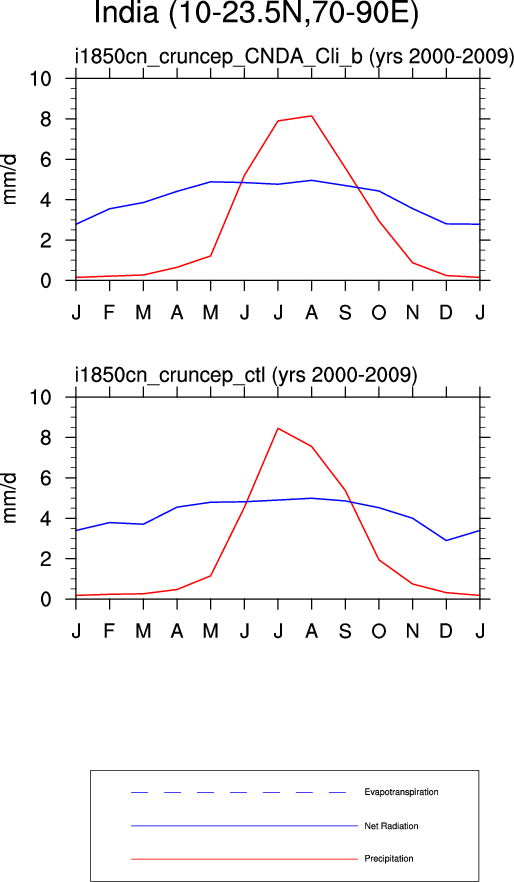 India (10-23.5N,70-90E)
i1850cn_cruncep_CNDA_Cli_b (yrs 2000-2009)
10
8
6
4
2
0
mm/d
J F M A M J J A S O N D J
i1850cn_cruncep_ctl (yrs 2000-2009)
10
8
6
4
2
0
mm/d
J F M A M J J A S O N D J
Evapotranspiration
Net Radiation
Precipitation